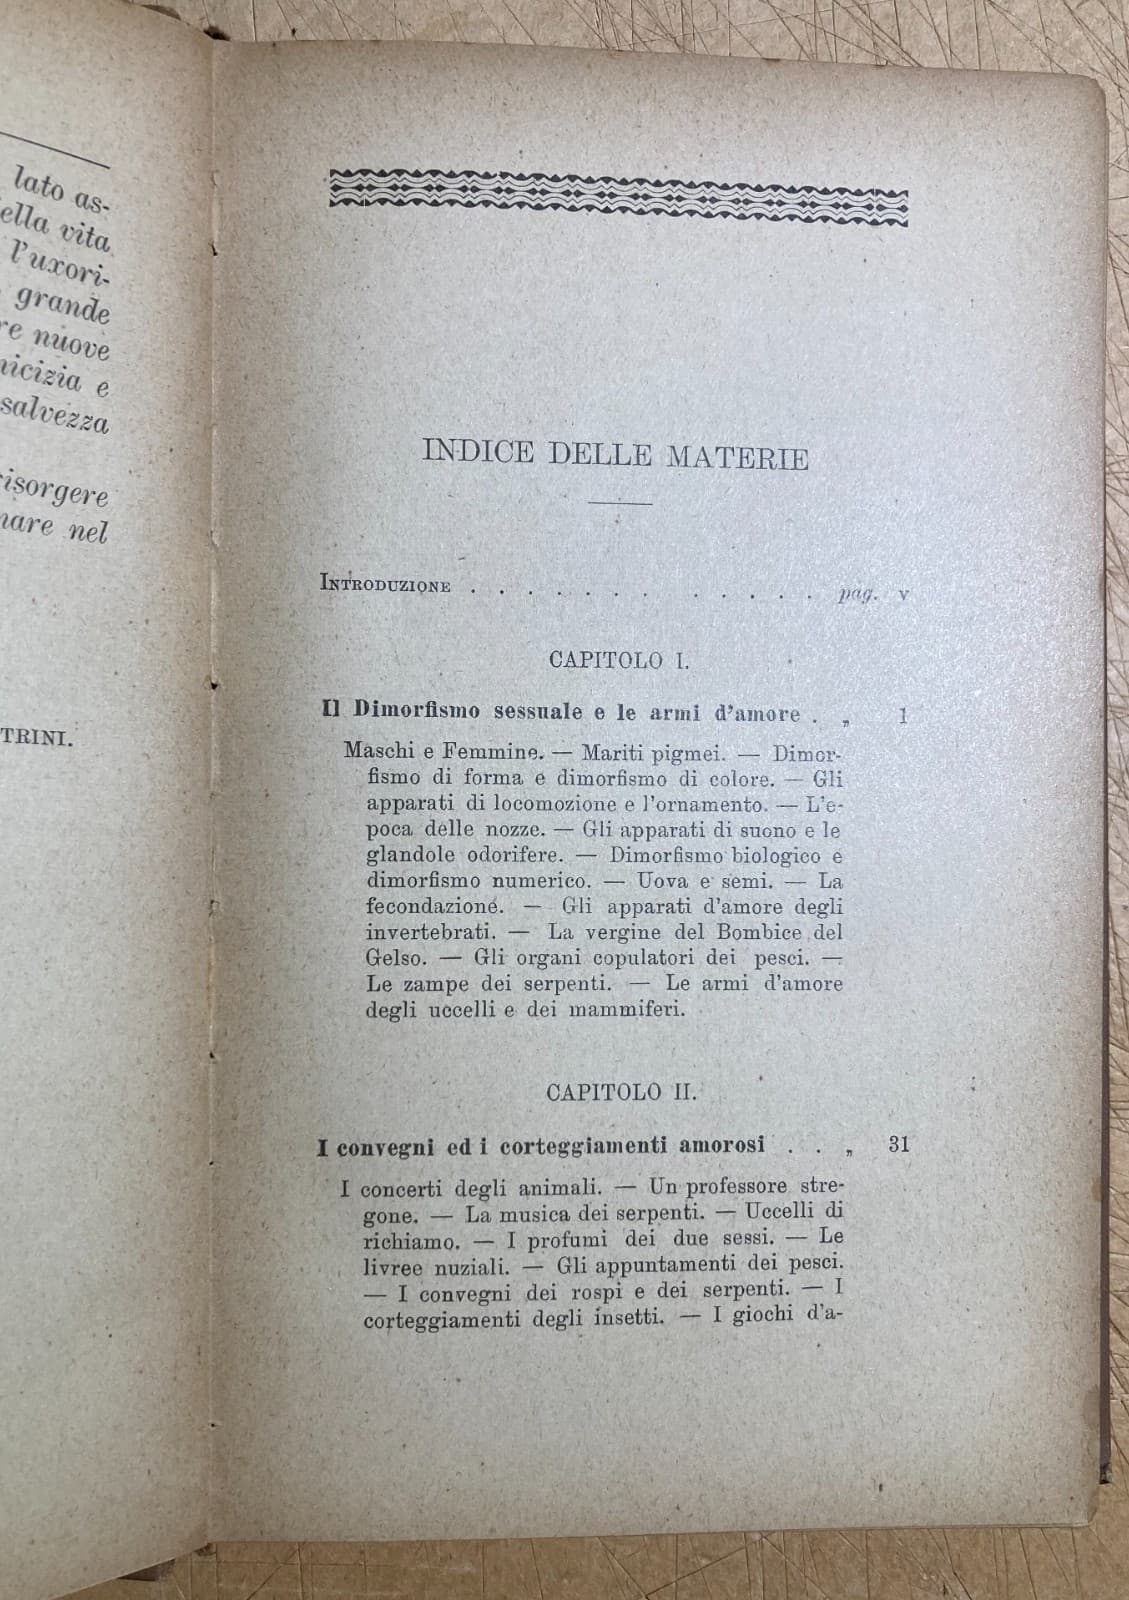 lato as-
ella vita
l'uxori-
grande
re nuove
nicizia e
salvezza
risorgere
nare nel
TRINI.
INDICE DELLE MATERIE
INTRODUZIONE . . . . . . . . . . . . pag. v
CAPITOLO I.
Il Dimorfismo sessuale e le armi d'amore . „ 1
Maschi e Femmine. — Mariti pigmei. — Dimor-
fismo di forma e dimorfismo di colore. — Gli
apparati di locomozione e l'ornamento. — L'e-
poca delle nozze. — Gli apparati di suono e le
glandole odorifere. — Dimorfismo biologico e
dimorfismo numerico. — Uova e semi. — La
fecondazione. — Gli apparati d'amore degli
invertebrati. — La vergine del Bombice del
Gelso. — Gli organi copulatori dei pesci. —
Le zampe dei serpenti. — Le armi d'amore
degli uccelli e dei mammiferi.
CAPITOLO II.
I convegni ed i corteggiamenti amorosi . . „ 31
I concerti degli animali. — Un professore stre-
gone. — La musica dei serpenti. — Uccelli di
richiamo. — I profumi dei due sessi. — Le
livree nuziali. — Gli appuntamenti dei pesci.
— I convegni dei rospi e dei serpenti. — I
corteggiamenti degli insetti. — I giochi d'a-